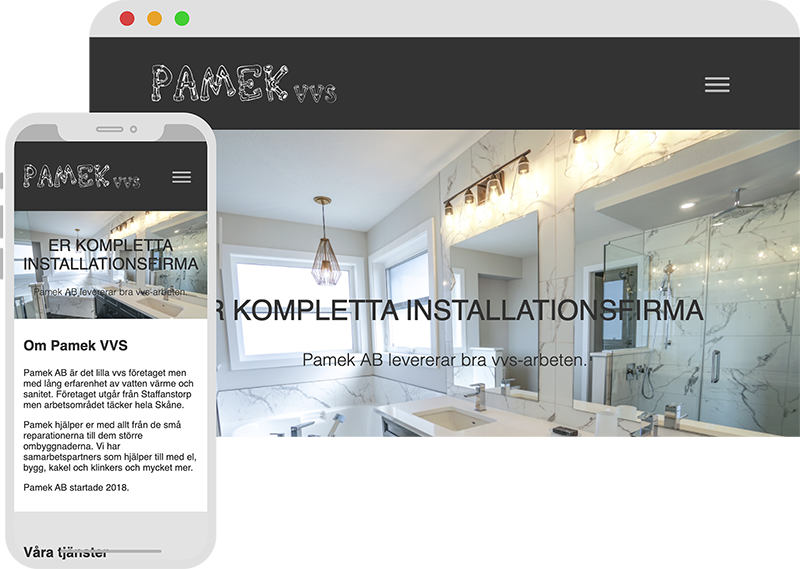 PAMEK VVS
R KOMPLETTA INSTALLATIONSFIRMA
Pamek AB levererar bra vvs-arbeten.
PAMEK VVS
ER KOMPLETTA
INSTALLATIONSFIRMA
Pamek AB levererar bra vvs-arbeten.
Om Pamek VVS
Pamek AB är det lilla vvs företaget men
med lång erfarenhet av vatten värme och
sanitet. Företaget utgår från Staffanstorp
men arbetsområdet täcker hela Skåne.
Pamek hjälper er med allt från de små
reparationerna till dem större
ombyggnaderna. Vi har
samarbetspartners som hjälper till med el,
bygg, kakel och klinkers och mycket mer.
Pamek AB startade 2018.
Våra tjänster